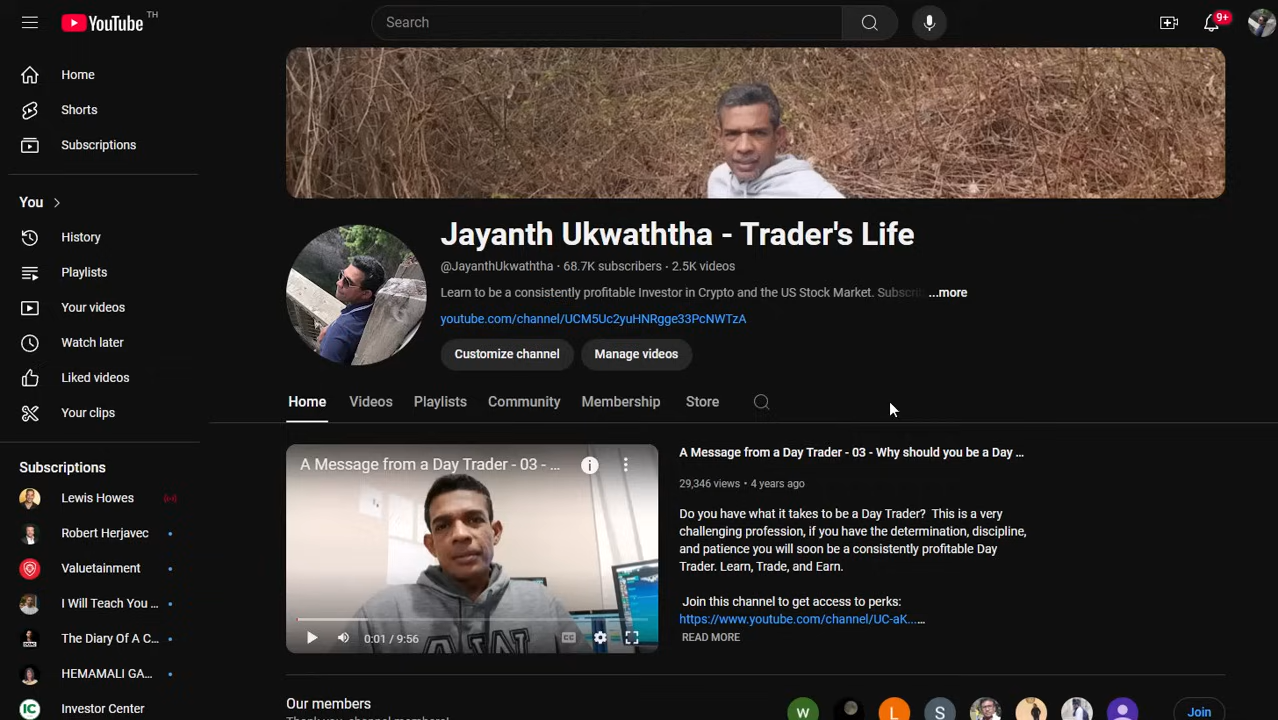 YouTube TH
Search
9+
Home
Shorts
Subscriptions
You
History
Playlists
Your videos
Watch later
Liked videos
Your clips
Subscriptions
Lewis Howes
Robert Herjavec
Valuetainment
I Will Teach You ...
The Diary Of A C...
HEMAMALI GA...
IC
Investor Center
Jayanth Ukwaththa - Trader's Life
@JayanthUkwaththa · 68.7K subscribers · 2.5K videos
Learn to be a consistently profitable Investor in Crypto and the US Stock Market. Subscri ...more
youtube.com/channel/UCM5Uc2yuHNRgge33PcNWTzA
Customize channel Manage videos
Home Videos Playlists Community Membership Store
A Message from a Day Trader - 03 - ...
0:01 / 9:56
CC
A Message from a Day Trader - 03 - Why should you be a Day ...
29,346 views • 4 years ago
Do you have what it takes to be a Day Trader? This is a very
challenging profession, if you have the determination, discipline,
and patience you will soon be a consistently profitable Day
Trader. Learn, Trade, and Earn.
Join this channel to get access to perks:
https://www.youtube.com/channel/UC-aK...…
READ MORE
Our members
Thank you, channel members!
W L S
Join